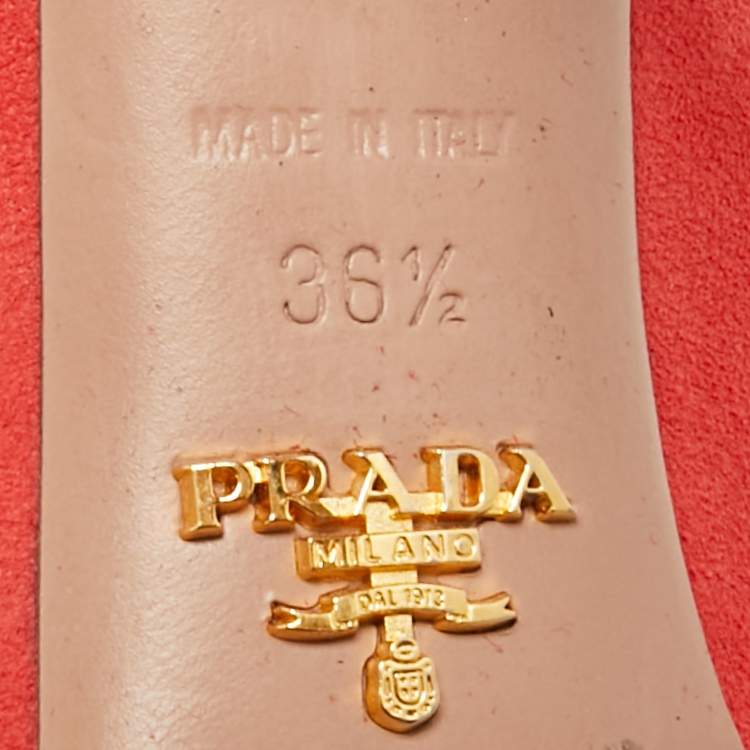 MADE IN ITALY
36½
PRADA
MILANO
DAL 1913